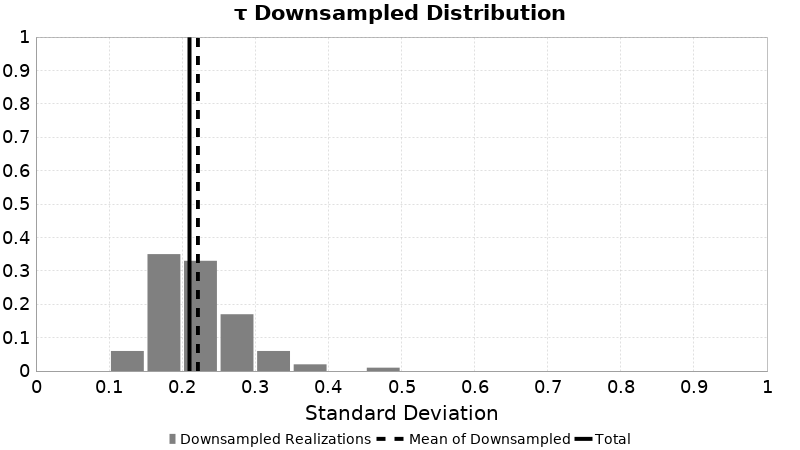 τ Downsampled Distribution
1
0.9
0.8
0.7
0.6
0.5
0.4
0.3
0.2
0.1
0
0 0.1 0.2 0.3 0.4 0.5 0.6 0.7 0.8 0.9 1
Standard Deviation
Downsampled Realizations Mean of Downsampled Total